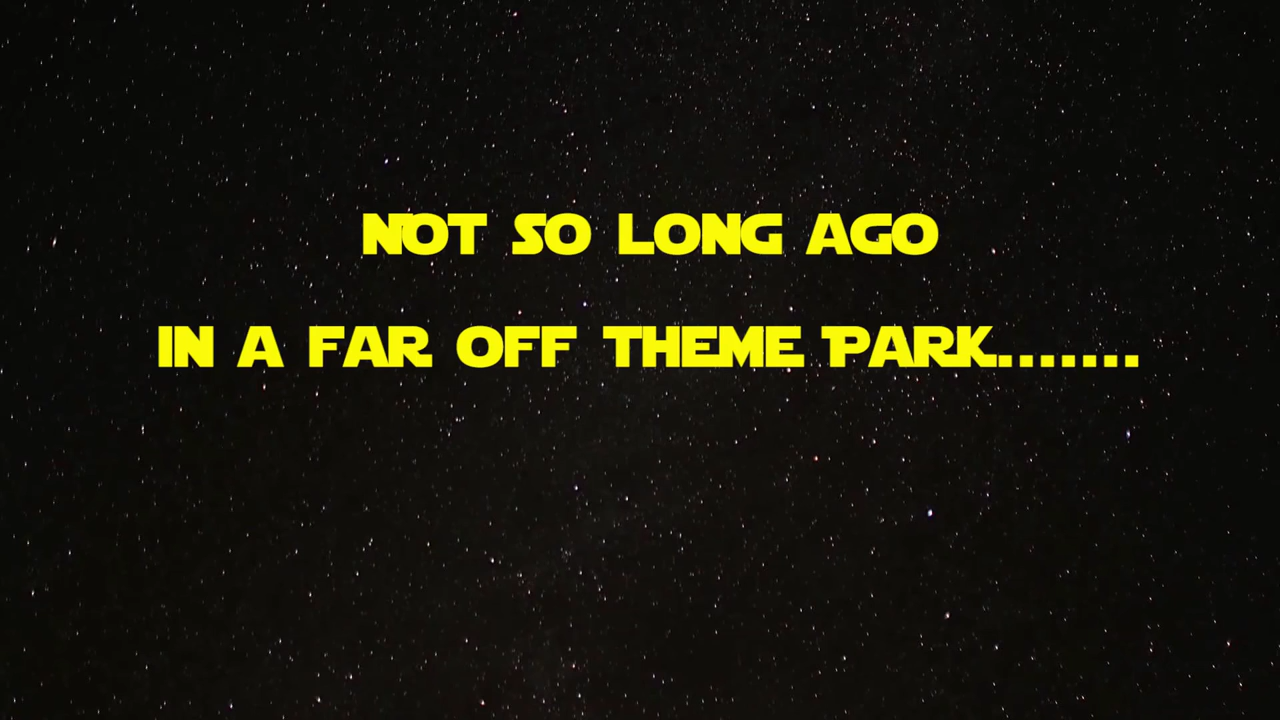 NOT SO LONG AGO
IN A FAR OFF THEME PARK.......